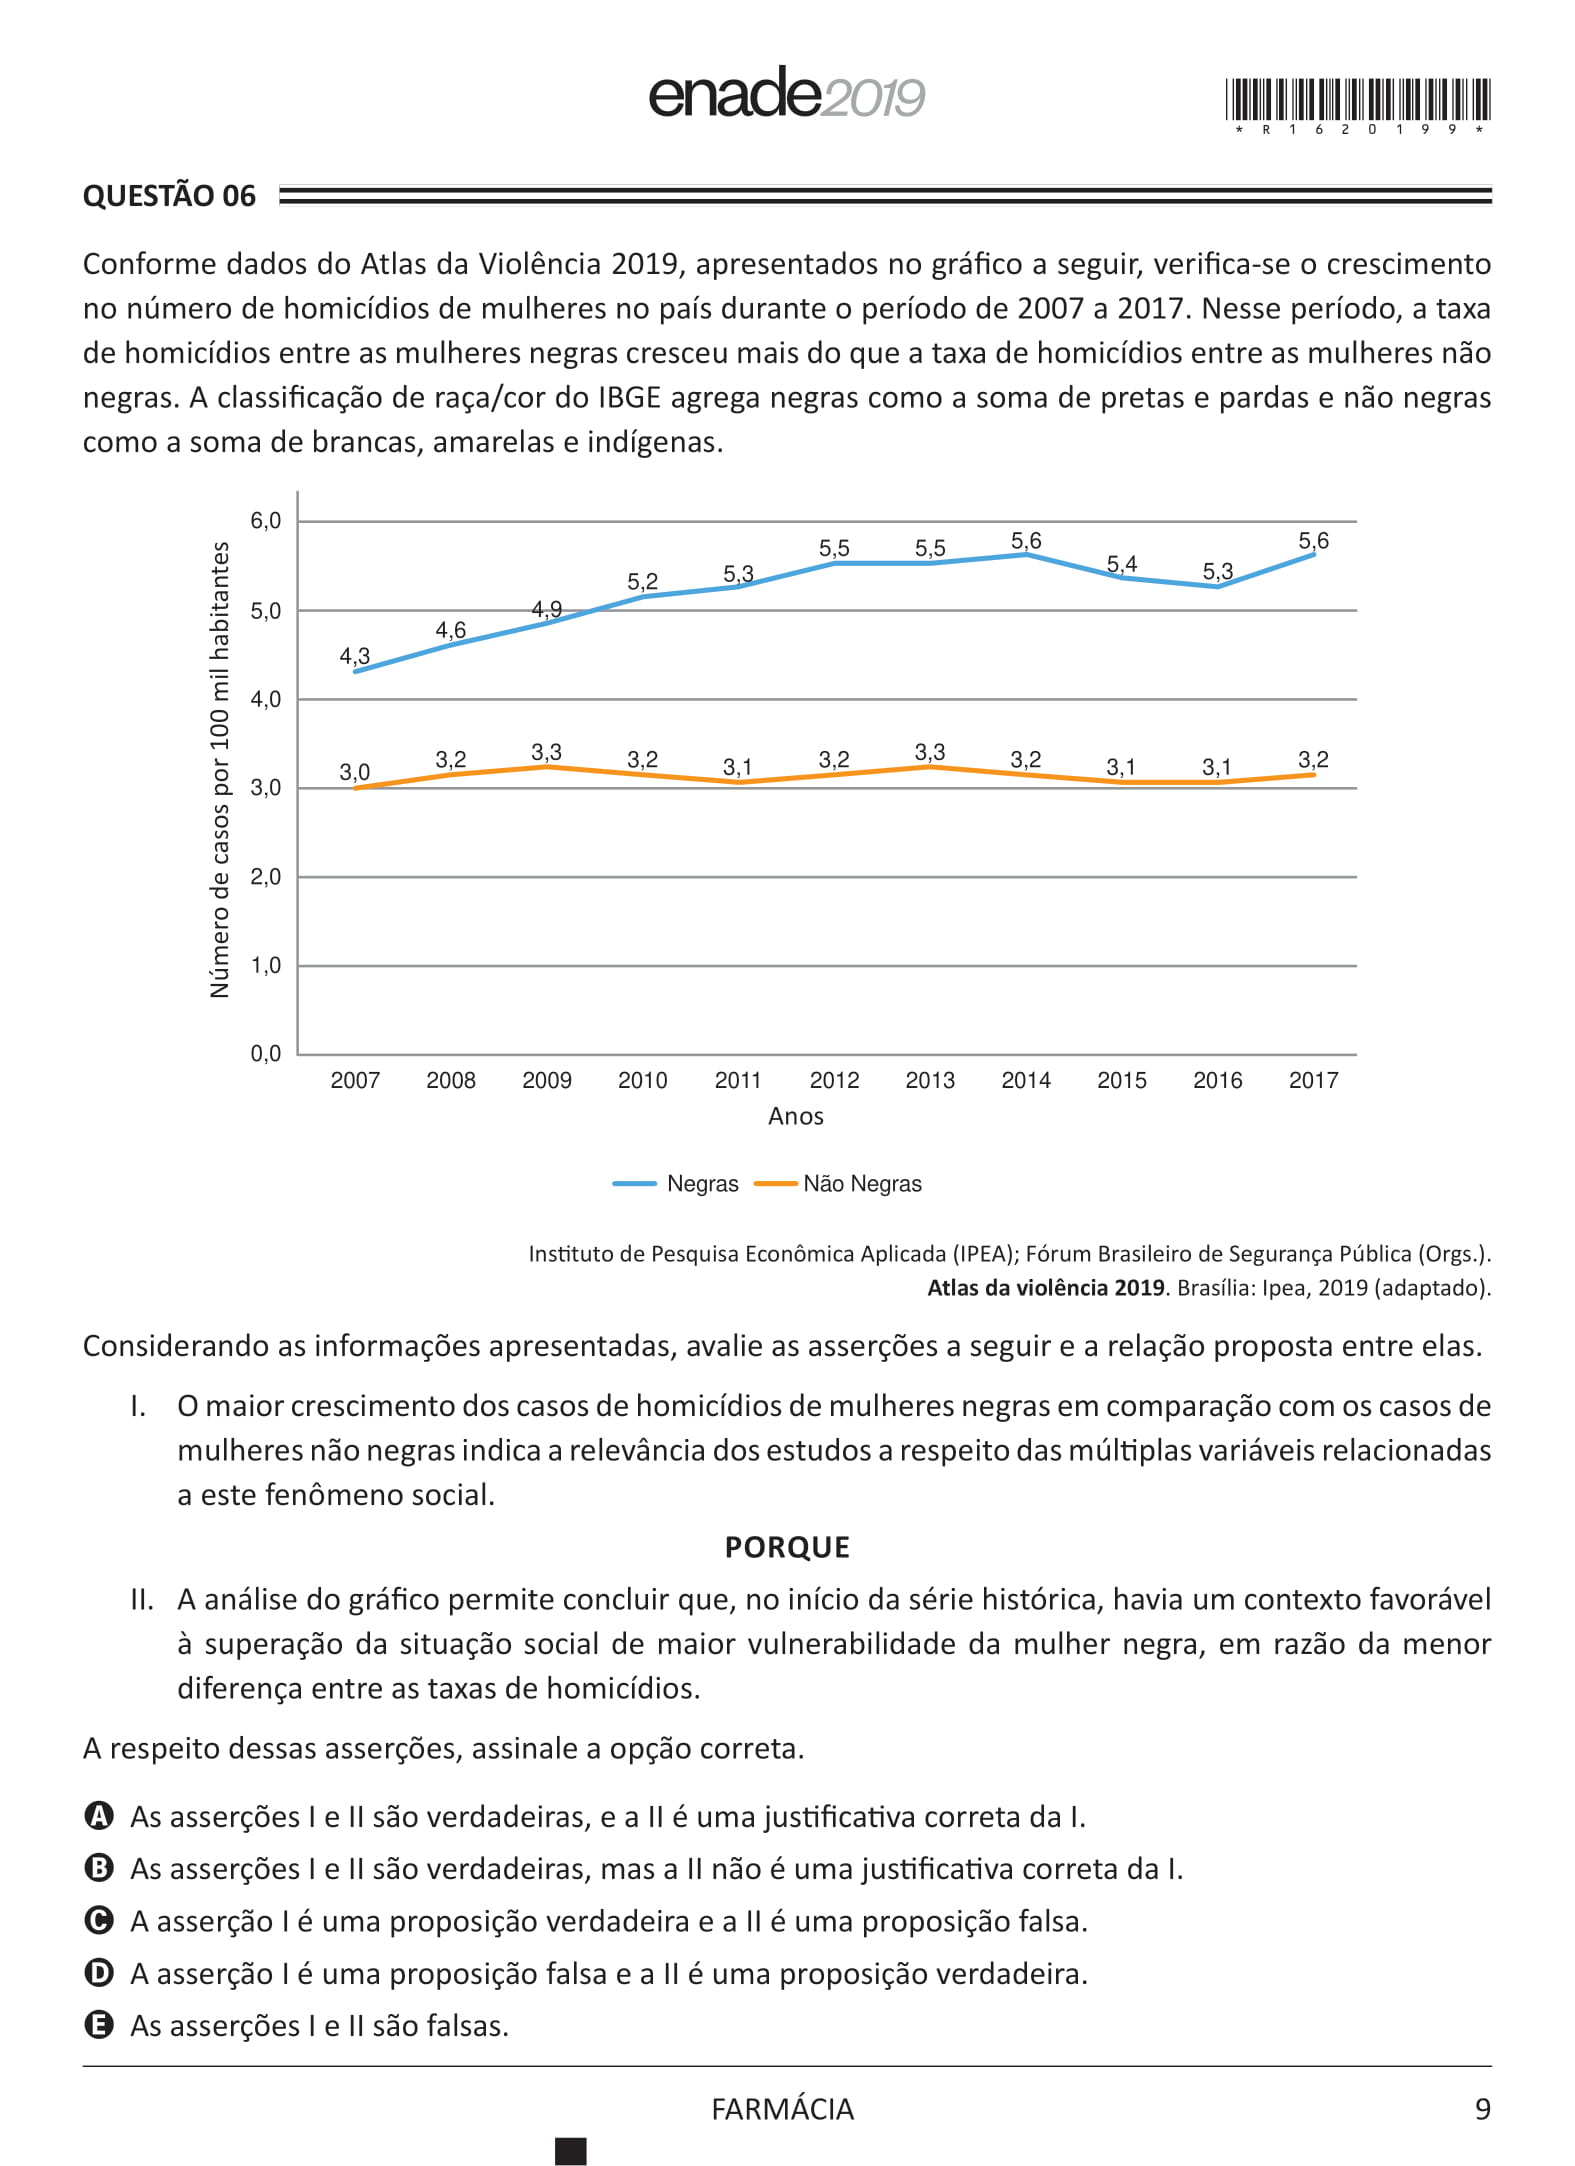 enade2019
* R 1 6 2 0 1 9 9 *
QUESTÃO 06
Conforme dados do Atlas da Violência 2019, apresentados no gráfico a seguir, verifica-se o crescimento
no número de homicídios de mulheres no país durante o período de 2007 a 2017. Nesse período, a taxa
de homicídios entre as mulheres negras cresceu mais do que a taxa de homicídios entre as mulheres não
negras. A classificação de raça/cor do IBGE agrega negras como a soma de pretas e pardas e não negras
como a soma de brancas, amarelas e indígenas.
Número de casos por 100 mil habitantes
6,0
5,0
4,0
3,0
2,0
1,0
0,0
4,3 4,6 4,9 5,2 5,3 5,5 5,5 5,6 5,4 5,3 5,6
3,0 3,2 3,3 3,2 3,1 3,2 3,3 3,2 3,1 3,1 3,2
2007 2008 2009 2010 2011 2012 2013 2014 2015 2016 2017
Anos
Negras Não Negras
Instituto de Pesquisa Econômica Aplicada (IPEA); Fórum Brasileiro de Segurança Pública (Orgs.).
Atlas da violência 2019. Brasília: Ipea, 2019 (adaptado).
Considerando as informações apresentadas, avalie as asserções a seguir e a relação proposta entre elas.
I. O maior crescimento dos casos de homicídios de mulheres negras em comparação com os casos de
mulheres não negras indica a relevância dos estudos a respeito das múltiplas variáveis relacionadas
a este fenômeno social.
PORQUE
II. A análise do gráfico permite concluir que, no início da série histórica, havia um contexto favorável
à superação da situação social de maior vulnerabilidade da mulher negra, em razão da menor
diferença entre as taxas de homicídios.
A respeito dessas asserções, assinale a opção correta.
A As asserções I e II são verdadeiras, e a II é uma justificativa correta da I.
B As asserções I e II são verdadeiras, mas a II não é uma justificativa correta da I.
C A asserção I é uma proposição verdadeira e a II é uma proposição falsa.
D A asserção I é uma proposição falsa e a II é uma proposição verdadeira.
E As asserções I e II são falsas.
FARMÁCIA
9